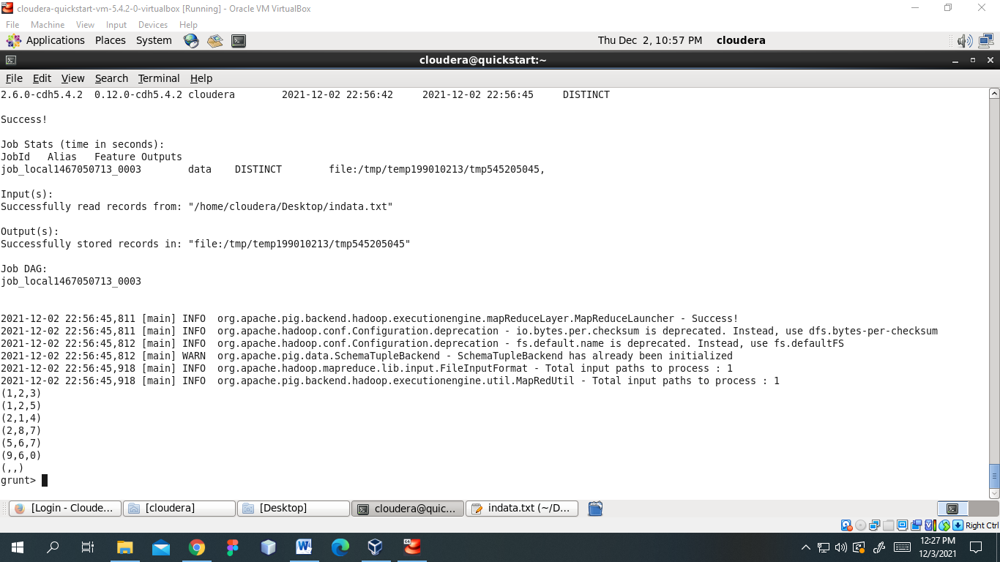 cloudera-quickstart-vm-5.4.2-0-virtualbox [Running] - Oracle VM VirtualBox
File Machine View Input Devices Help
Applications Places System Thu Dec 2, 10:57 PM cloudera
cloudera@quickstart:~
File Edit View Search Terminal Help
2.6.0-cdh5.4.2 0.12.0-cdh5.4.2 cloudera 2021-12-02 22:56:42 2021-12-02 22:56:45 DISTINCT
Success!
Job Stats (time in seconds):
JobId Alias Feature Outputs
job_local1467050713_0003 data DISTINCT file:/tmp/temp199010213/tmp545205045,
Input(s):
Successfully read records from: "/home/cloudera/Desktop/indata.txt"
Output(s):
Successfully stored records in: "file:/tmp/temp199010213/tmp545205045"
Job DAG:
job_local1467050713_0003
2021-12-02 22:56:45,811 [main] INFO org.apache.pig.backend.hadoop.executionengine.mapReduceLayer.MapReduceLauncher - Success!
2021-12-02 22:56:45,811 [main] INFO org.apache.hadoop.conf.Configuration.deprecation - io.bytes.per.checksum is deprecated. Instead, use dfs.bytes-per-checksum
2021-12-02 22:56:45,812 [main] INFO org.apache.hadoop.conf.Configuration.deprecation - fs.default.name is deprecated. Instead, use fs.defaultFS
2021-12-02 22:56:45,812 [main] WARN org.apache.pig.data.SchemaTupleBackend - SchemaTupleBackend has already been initialized
2021-12-02 22:56:45,918 [main] INFO org.apache.hadoop.mapreduce.lib.input.FileInputFormat - Total input paths to process : 1
2021-12-02 22:56:45,918 [main] INFO org.apache.pig.backend.hadoop.executionengine.util.MapRedUtil - Total input paths to process : 1
(1,2,3)
(1,2,5)
(2,1,4)
(2,8,7)
(5,6,7)
(9,6,0)
(,,)
grunt>
[Login - Cloude... [cloudera] [Desktop] cloudera@quic... indata.txt (~/D...
Right Ctrl
12:27 PM
12/3/2021